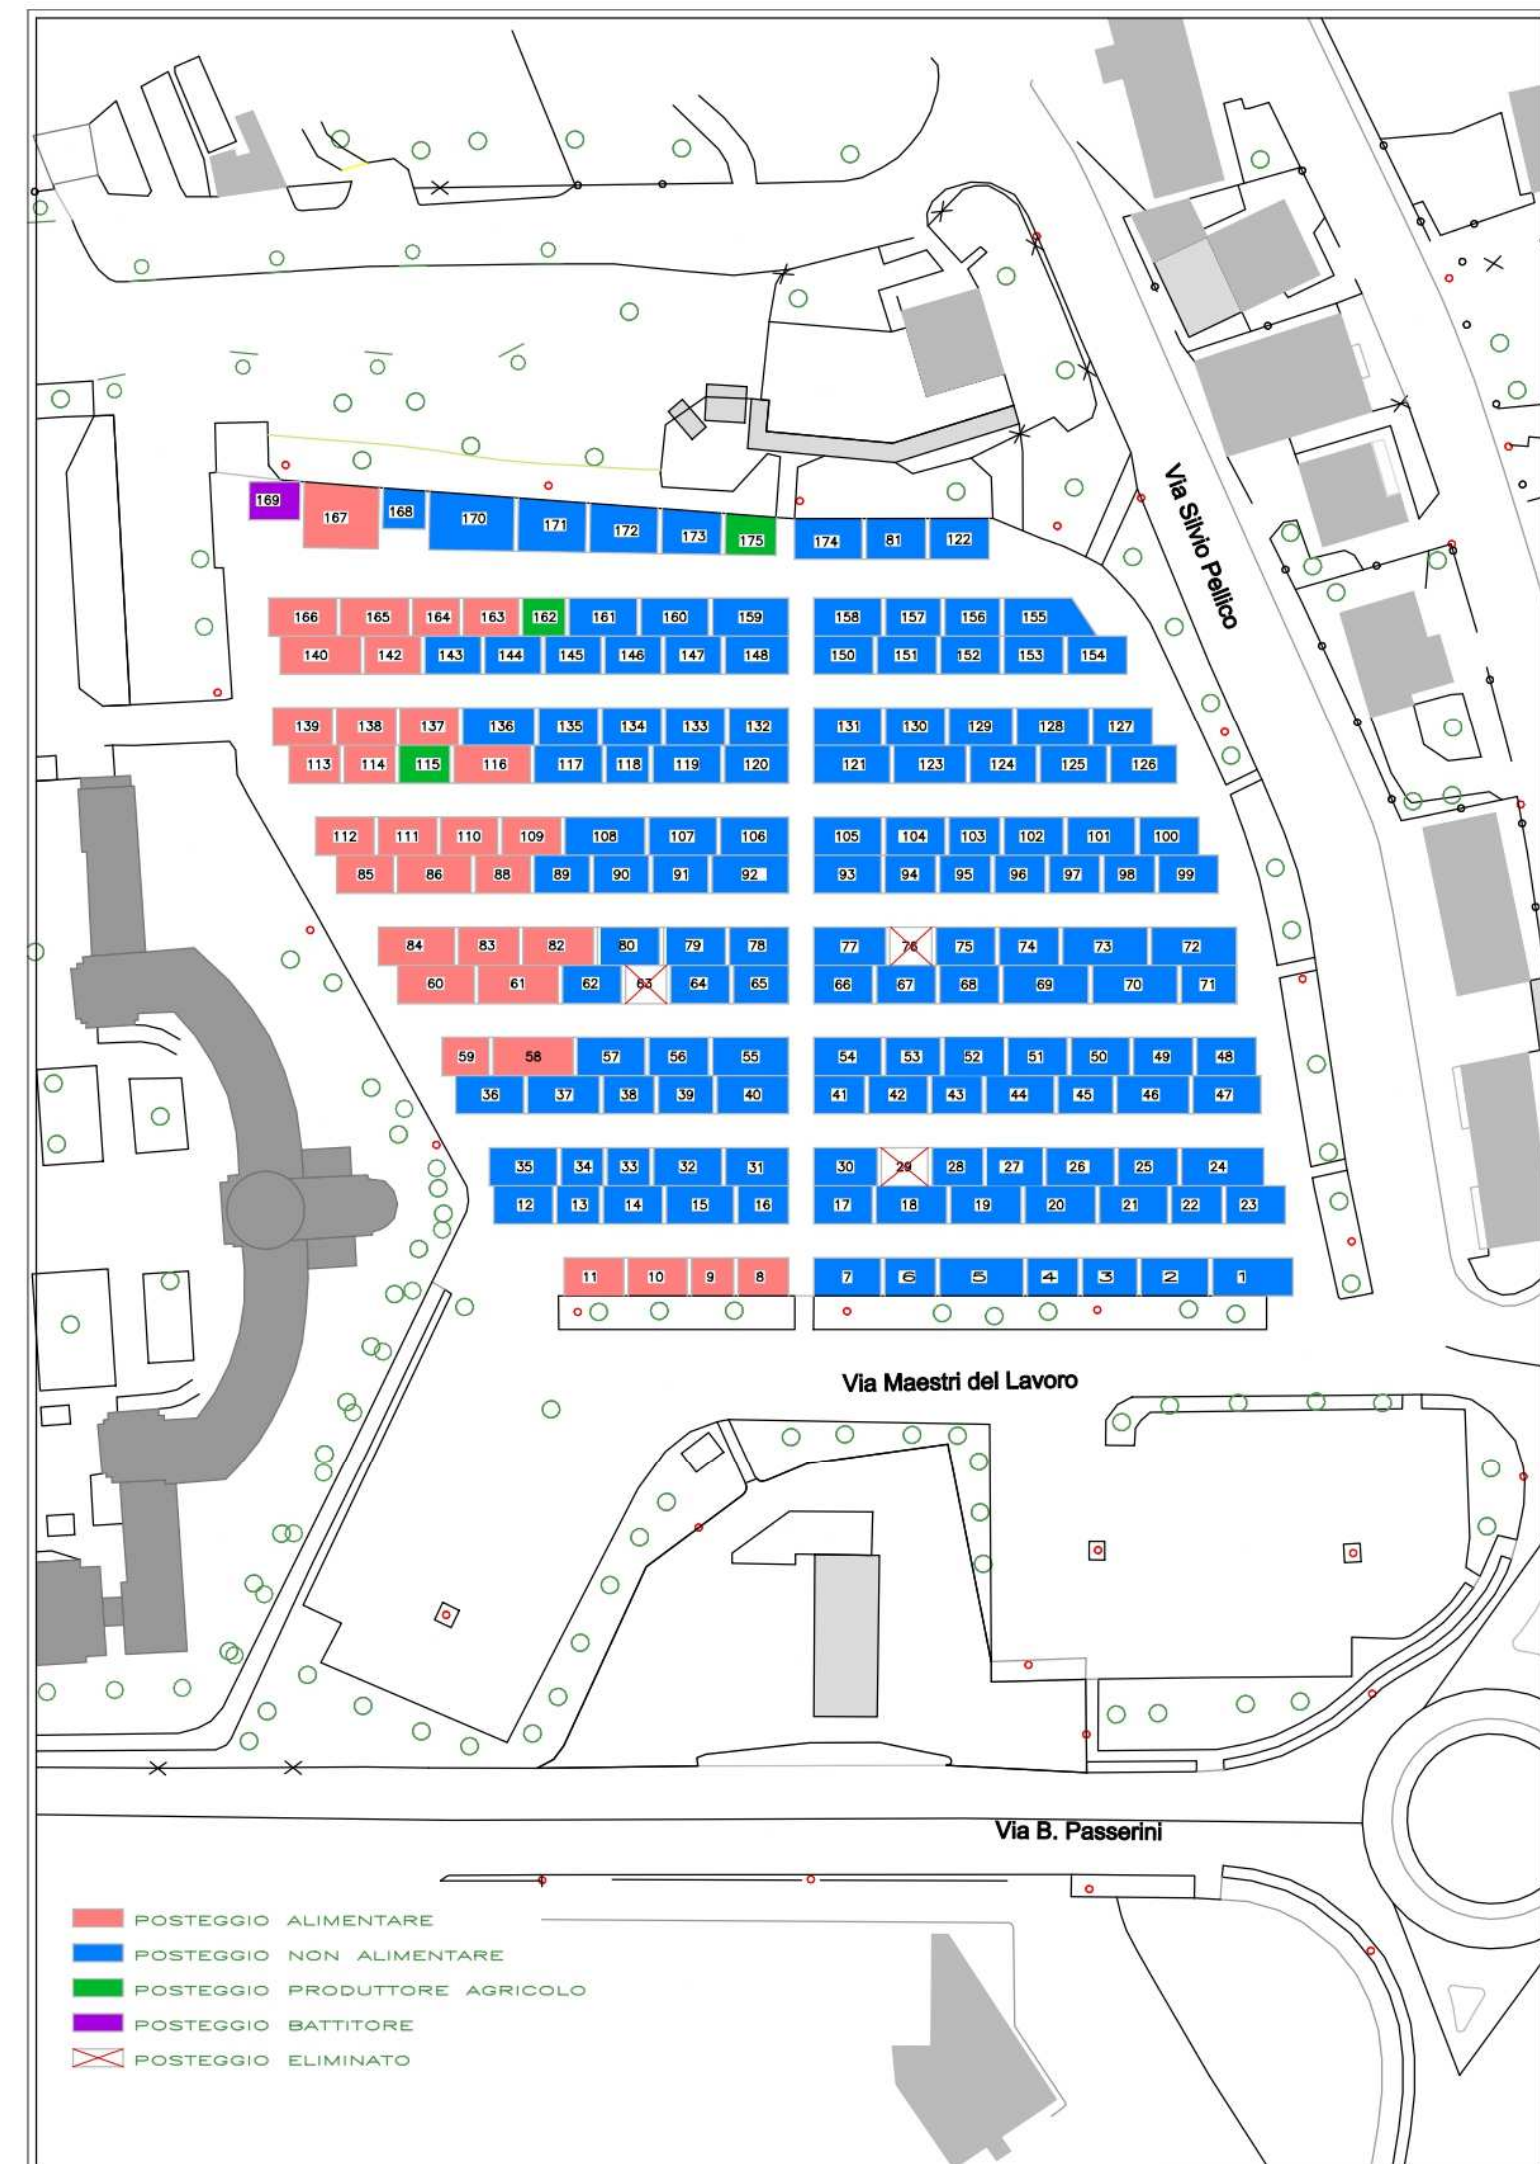 169 167 168 170 171 172 173 175 174 81 122
166 165 164 163 162 161 160 159 158 157 156 155
140 142 143 144 145 146 147 148 150 151 152 153 154
139 138 137 136 135 134 133 132 131 130 129 128 127
113 114 115 116 117 118 119 120 121 123 124 125 126
112 111 110 109 108 107 106 105 104 103 102 101 100
85 86 88 89 90 91 92 93 94 95 96 97 98 99
84 83 82 80 79 78 77 76 75 74 73 72
60 61 62 63 64 65 66 67 68 69 70 71
59 58 57 56 55 54 53 52 51 50 49 48
36 37 38 39 40 41 42 43 44 45 46 47
35 34 33 32 31 30 29 28 27 26 25 24
12 13 14 15 16 17 18 19 20 21 22 23
11 10 9 8 7 6 5 4 3 2 1
Via Silvio Pellico
Via Maestri del Lavoro
Via B. Passerini
POSTEGGIO ALIMENTARE
POSTEGGIO NON ALIMENTARE
POSTEGGIO PRODUTTORE AGRICOLO
POSTEGGIO BATTITORE
POSTEGGIO ELIMINATO